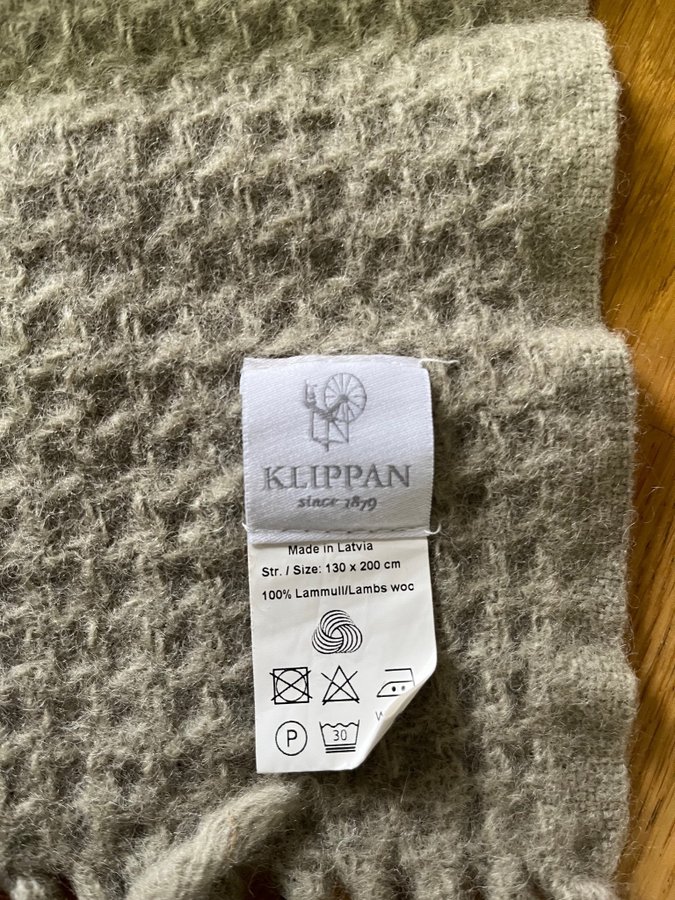 KLIPPAN
since 1879
Made in Latvia
Str. / Size: 130 x 200 cm
100% Lammull/Lambs woo
P
30
W